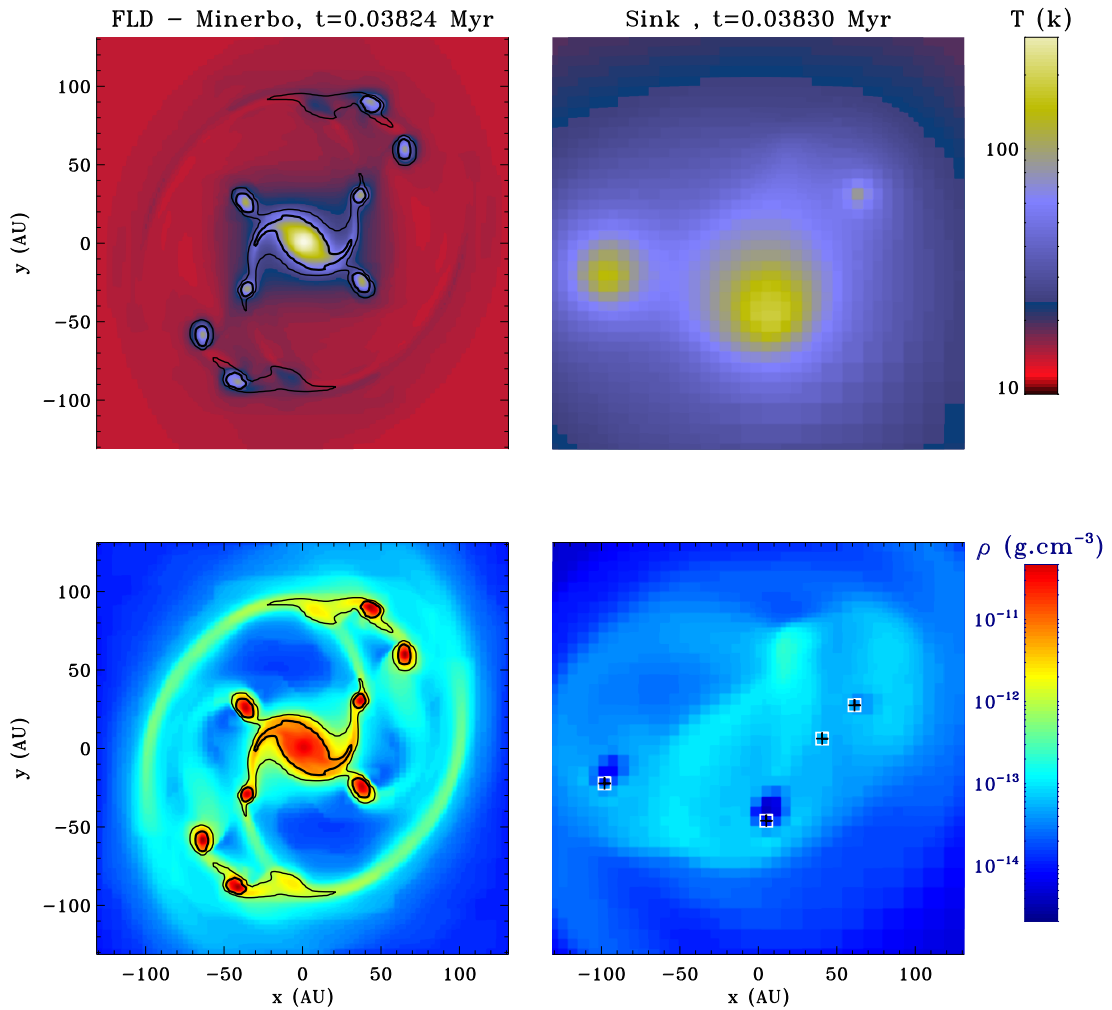 FLD − Minerbo, t=0.03824 Myr
Sink , t=0.03830 Myr
T (k)
100
50
0
−50
−100
y (AU)
100
10
ρ (g.cm⁻³)
100
50
0
−50
−100
y (AU)
10⁻¹¹
10⁻¹²
10⁻¹³
10⁻¹⁴
−100 −50 0 50 100
x (AU)
−100 −50 0 50 100
x (AU)